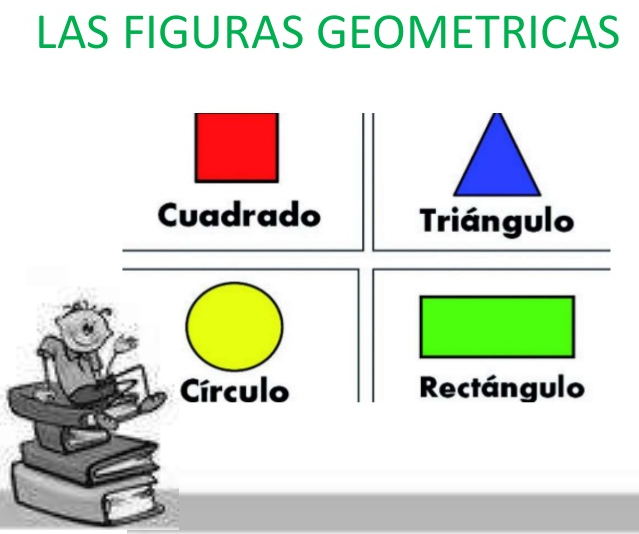 LAS FIGURAS GEOMETRICAS
Cuadrado
Triángulo
Círculo
Rectángulo